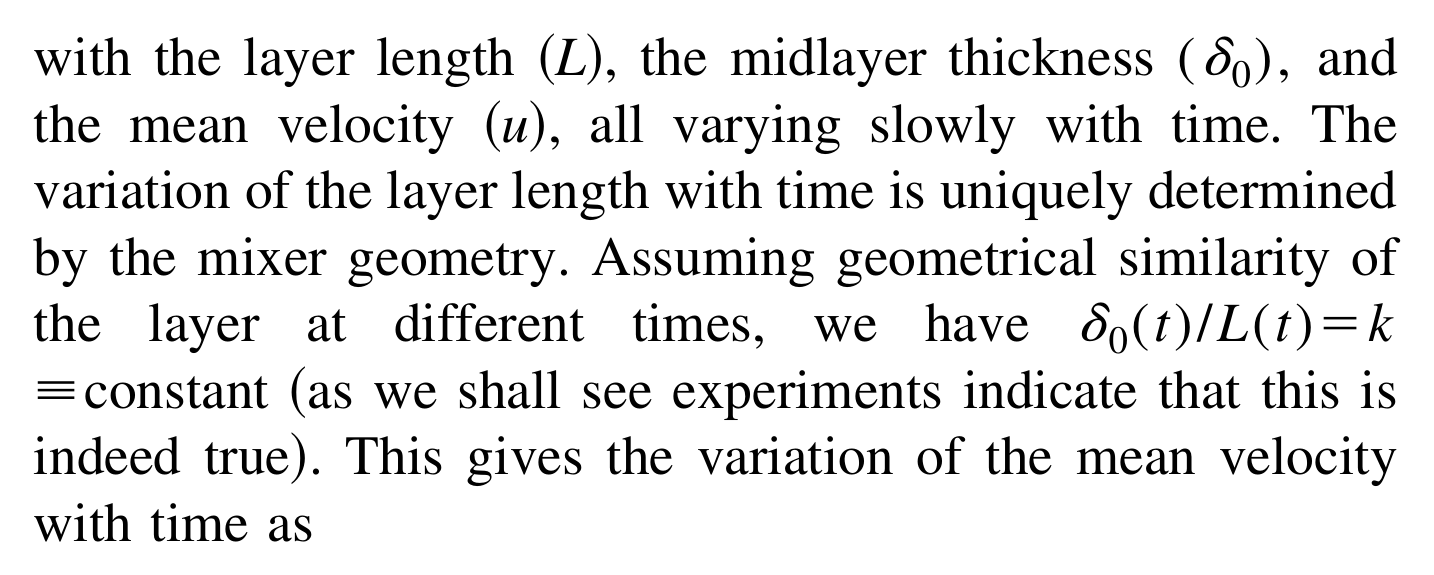 with the layer length (L), the midlayer thickness (δ₀), and
the mean velocity (u), all varying slowly with time. The
variation of the layer length with time is uniquely determined
by the mixer geometry. Assuming geometrical similarity of
the layer at different times, we have δ₀(t)/L(t)=k
≡constant (as we shall see experiments indicate that this is
indeed true). This gives the variation of the mean velocity
with time as